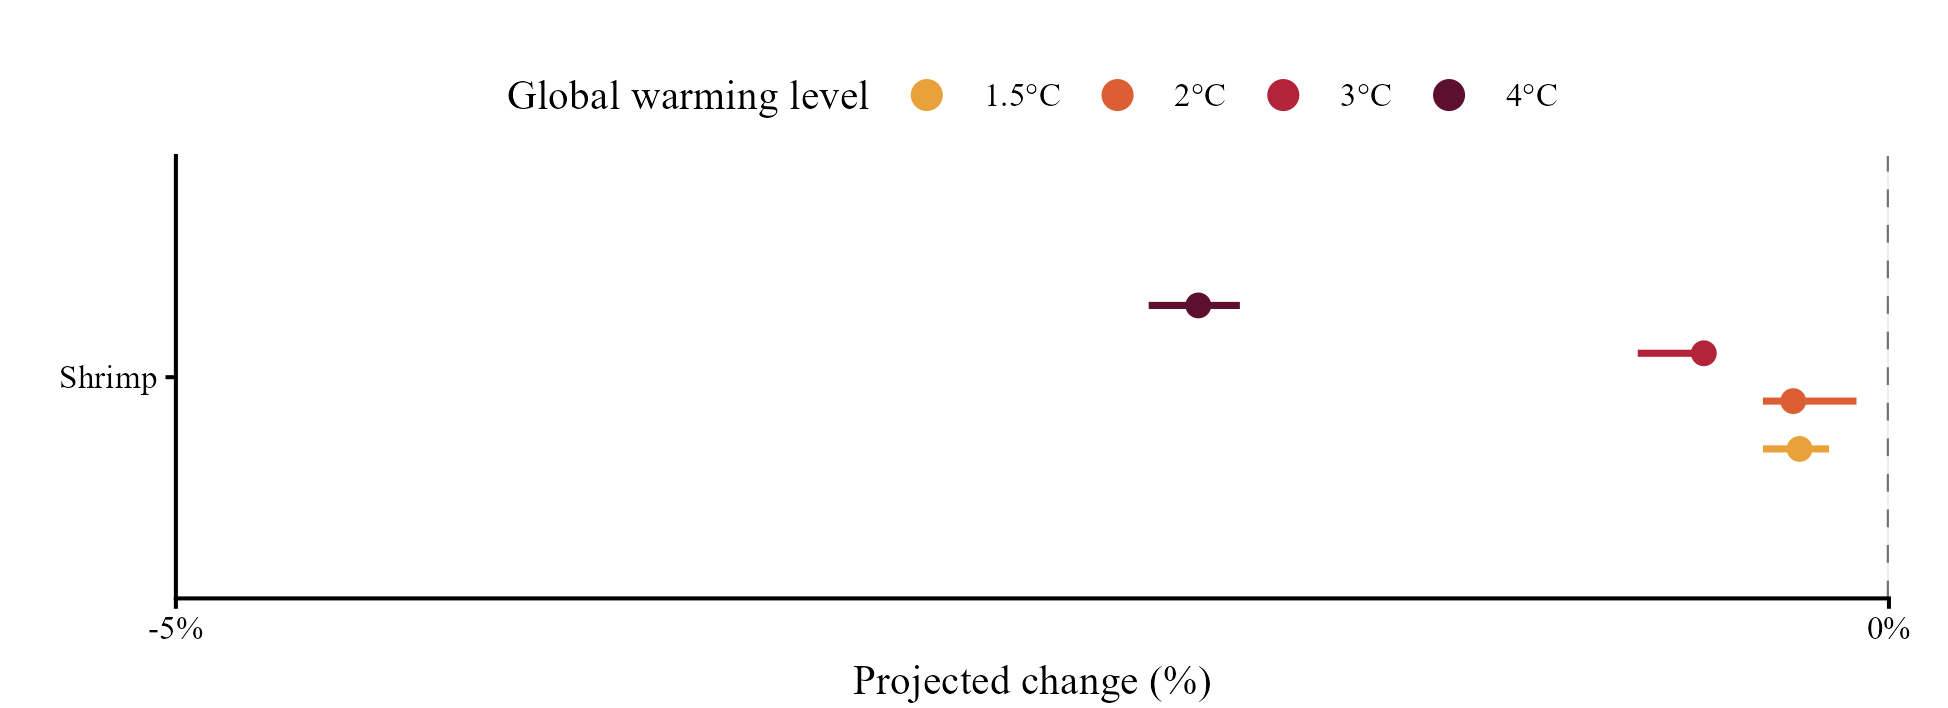 Global warming level 1.5°C 2°C 3°C 4°C
Shrimp
-5% 0%
Projected change (%)